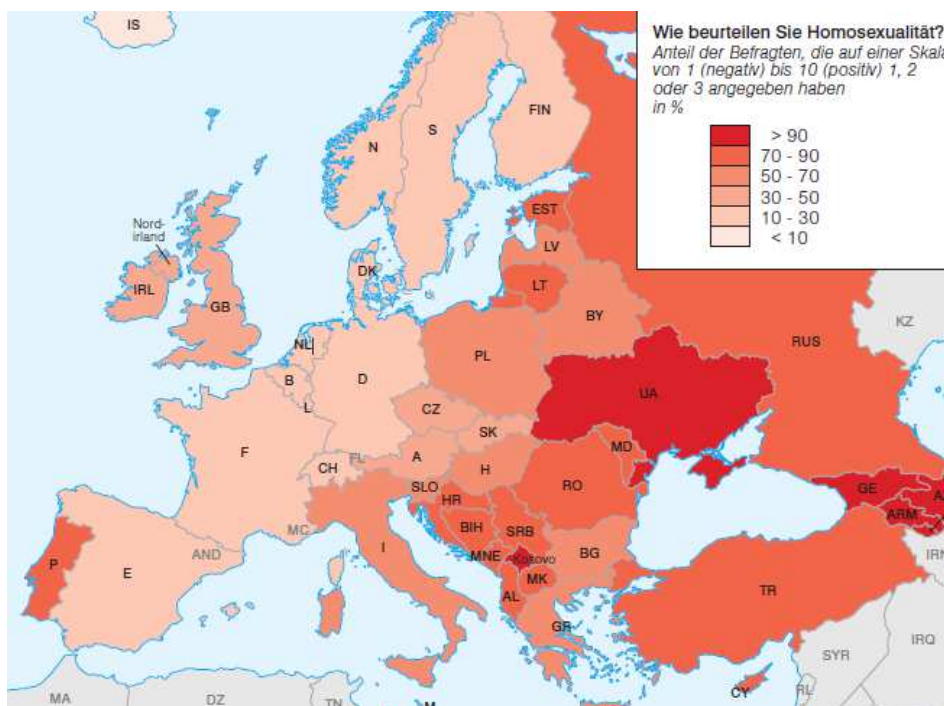 Wie beurteilen Sie Homosexualität?
Anteil der Befragten, die auf einer Skala
von 1 (negativ) bis 10 (positiv) 1, 2
oder 3 angegeben haben
in %
> 90
70 - 90
50 - 70
30 - 50
10 - 30
< 10
IS
FIN
S
N
EST
Nord-
irland
LV
DK
LT
IRL
GB
BY
KZ
RUS
NL
PL
B
D
UA
L
CZ
SK
MD
F
FL
A
CH
H
SLO
RO
HR
GE
BIH
SRB
ARM
MC
AND
I
MNE
Kosovo
BG
IRN
P
E
MK
AL
TR
GR
SYR
IRQ
CY
RL
MA
DZ
TN